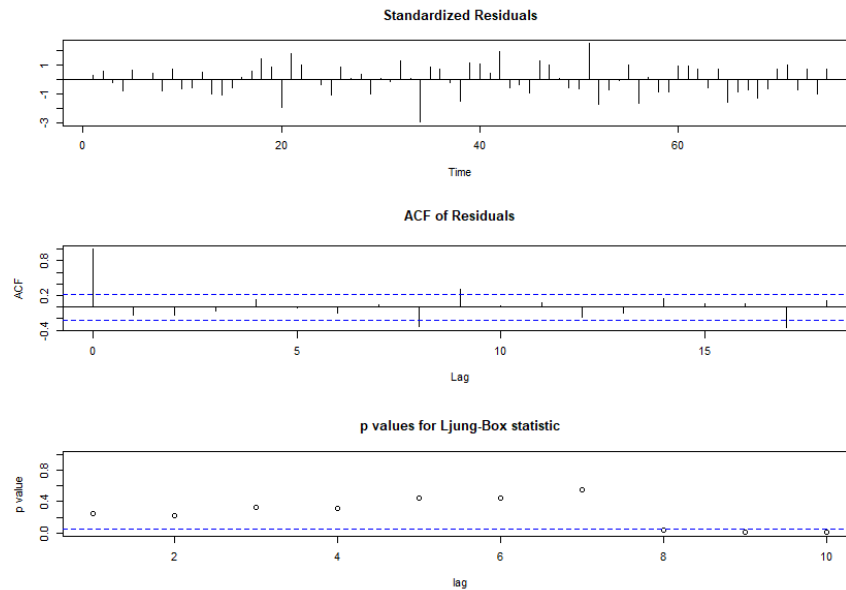 Standardized Residuals
1
-1
-3
0 20 40 60
Time
ACF of Residuals
ACF
0.8
0.2
-0.4
0 5 10 15
Lag
p values for Ljung-Box statistic
p value
0.8
0.4
0.0
2 4 6 8 10
lag